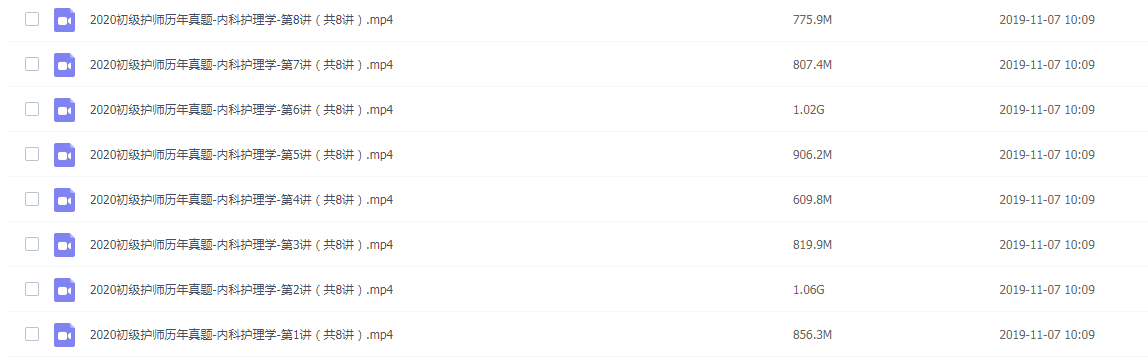 2020初级护师历年真题-内科护理学-第8讲（共8讲）.mp4 775.9M 2019-11-07 10:09
2020初级护师历年真题-内科护理学-第7讲（共8讲）.mp4 807.4M 2019-11-07 10:09
2020初级护师历年真题-内科护理学-第6讲（共8讲）.mp4 1.02G 2019-11-07 10:09
2020初级护师历年真题-内科护理学-第5讲（共8讲）.mp4 906.2M 2019-11-07 10:09
2020初级护师历年真题-内科护理学-第4讲（共8讲）.mp4 609.8M 2019-11-07 10:09
2020初级护师历年真题-内科护理学-第3讲（共8讲）.mp4 819.9M 2019-11-07 10:09
2020初级护师历年真题-内科护理学-第2讲（共8讲）.mp4 1.06G 2019-11-07 10:09
2020初级护师历年真题-内科护理学-第1讲（共8讲）.mp4 856.3M 2019-11-07 10:09